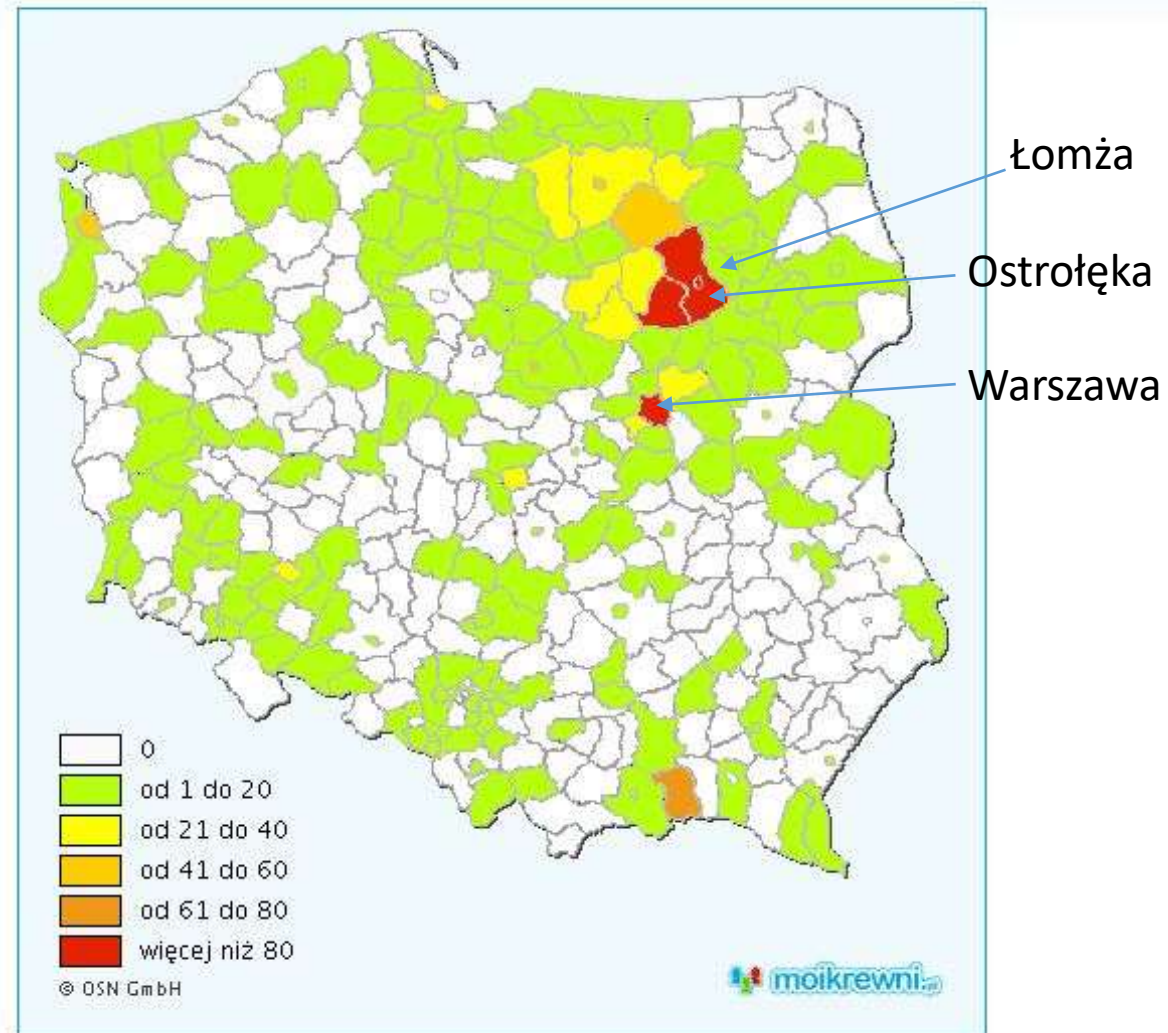 Łomża
Ostrołęka
Warszawa
0
od 1 do 20
od 21 do 40
od 41 do 60
od 61 do 80
więcej niż 80
© OSN GmbH
moikrewni.pl